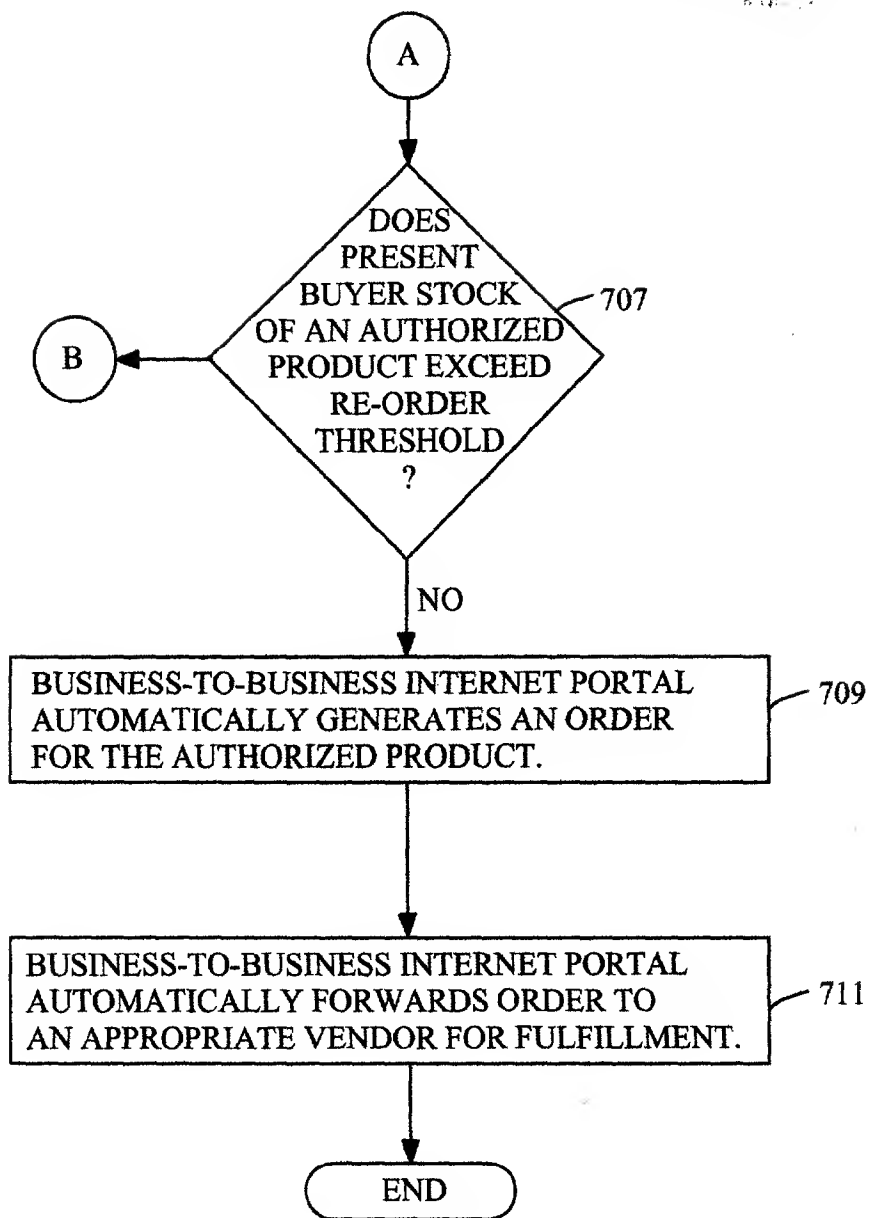 A
DOES
PRESENT
BUYER STOCK
OF AN AUTHORIZED
PRODUCT EXCEED
RE-ORDER
THRESHOLD
?
707
B
NO
BUSINESS-TO-BUSINESS INTERNET PORTAL
AUTOMATICALLY GENERATES AN ORDER
FOR THE AUTHORIZED PRODUCT.
709
BUSINESS-TO-BUSINESS INTERNET PORTAL
AUTOMATICALLY FORWARDS ORDER TO
AN APPROPRIATE VENDOR FOR FULFILLMENT.
711
END